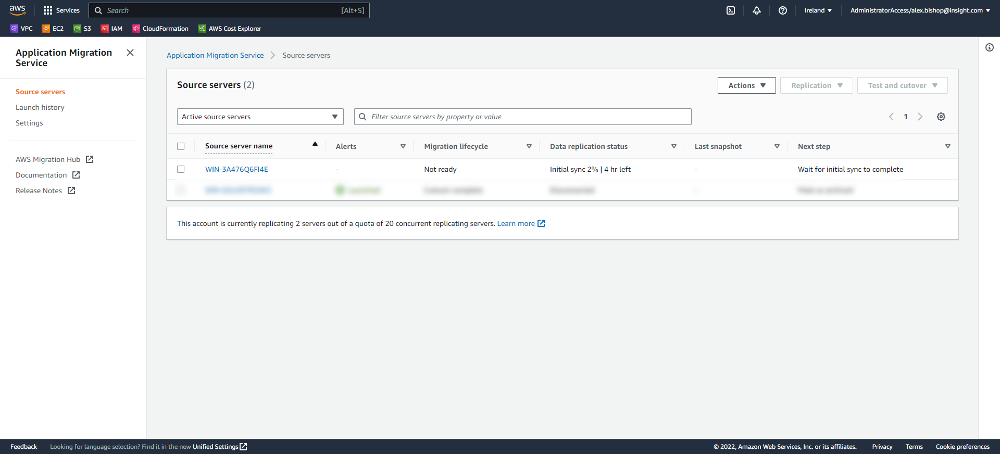 aws Services Search [Alt+S] Ireland AdministratorAccess/alex.bishop@insight.com
VPC EC2 S3 IAM CloudFormation AWS Cost Explorer
Application Migration
Service
Source servers
Launch history
Settings
AWS Migration Hub
Documentation
Release Notes
Application Migration Service Source servers
Source servers (2) Actions Replication Test and cutover
Active source servers Filter source servers by property or value 1
Source server name Alerts Migration lifecycle Data replication status Last snapshot Next step
WIN-3A476Q6FI4E - Not ready Initial sync 2% | 4 hr left - Wait for initial sync to complete
This account is currently replicating 2 servers out of a quota of 20 concurrent replicating servers. Learn more
Feedback Looking for language selection? Find it in the new Unified Settings © 2022, Amazon Web Services, Inc. or its affiliates. Privacy Terms Cookie preferences